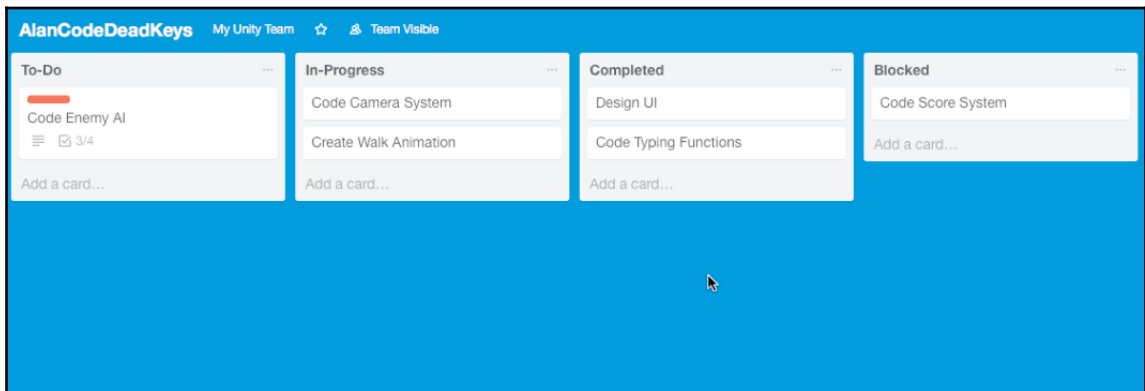 AlanCodeDeadKeys My Unity Team Team Visible
To-Do ...
Code Enemy AI
3/4
Add a card...
In-Progress ...
Code Camera System
Create Walk Animation
Add a card...
Completed ...
Design UI
Code Typing Functions
Add a card...
Blocked ...
Code Score System
Add a card...